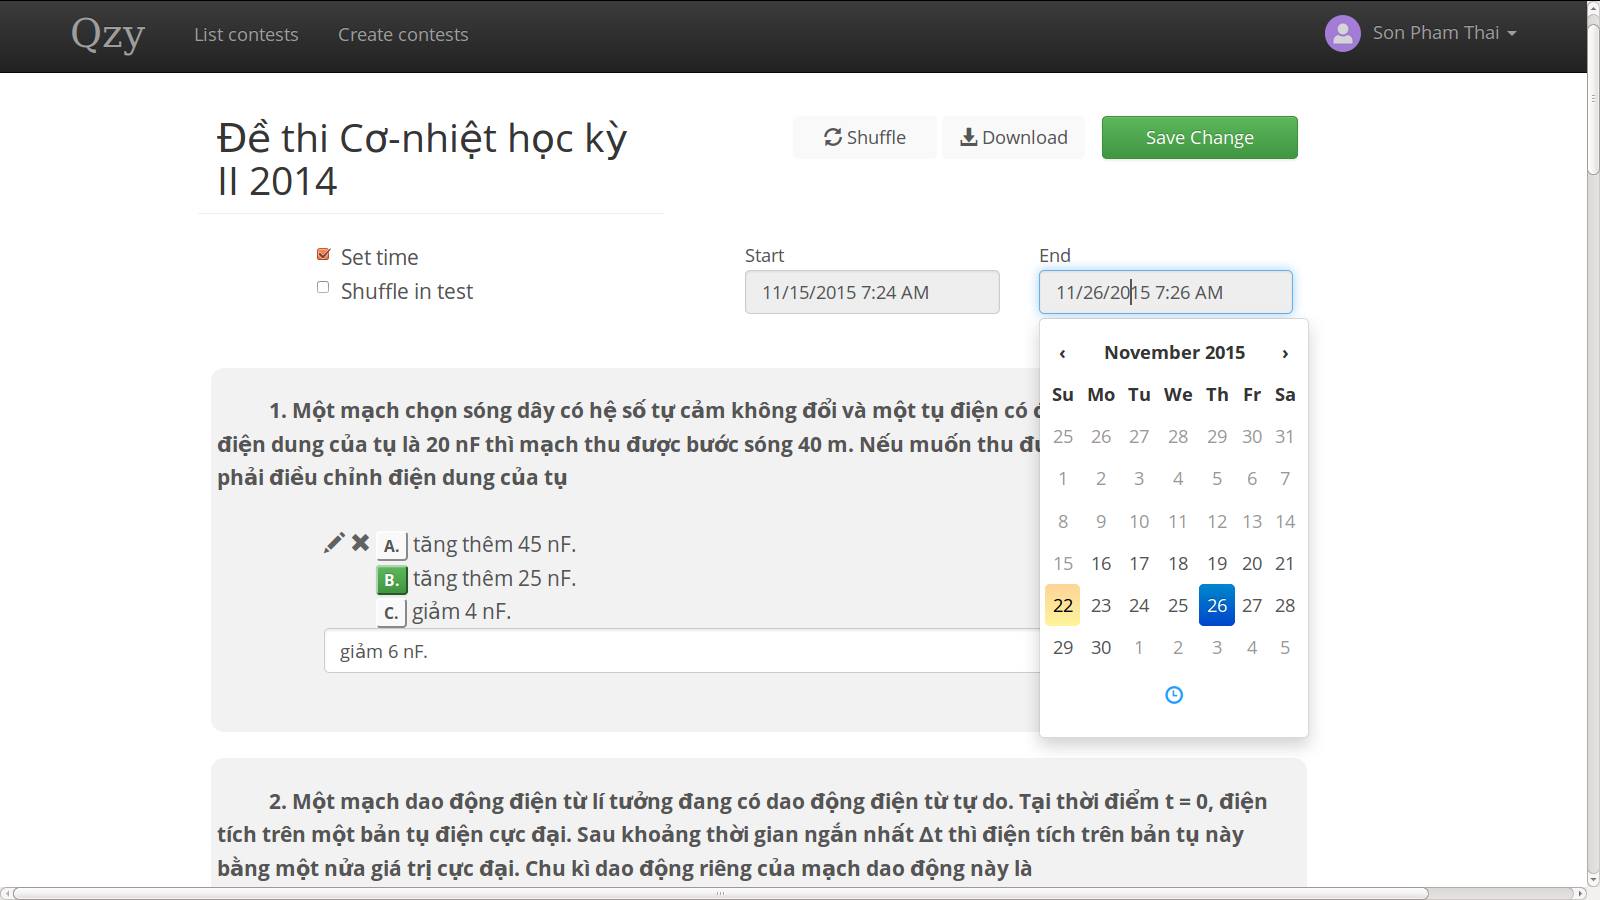 Qzy
List contests
Create contests
Son Pham Thai
Đề thi Cơ-nhiệt học kỳ
II 2014
Shuffle
Download
Save Change
Set time
Shuffle in test
Start
11/15/2015 7:24 AM
End
11/26/2015 7:26 AM
‹ November 2015 ›
Su Mo Tu We Th Fr Sa
25 26 27 28 29 30 31
1 2 3 4 5 6 7
8 9 10 11 12 13 14
15 16 17 18 19 20 21
22 23 24 25 26 27 28
29 30 1 2 3 4 5
1. Một mạch chọn sóng dây có hệ số tự cảm không đổi và một tụ điện có
điện dung của tụ là 20 nF thì mạch thu được bước sóng 40 m. Nếu muốn thu
phải điều chỉnh điện dung của tụ
A. tăng thêm 45 nF.
B. tăng thêm 25 nF.
C. giảm 4 nF.
giảm 6 nF.
2. Một mạch dao động điện từ lí tưởng đang có dao động điện từ tự do. Tại thời điểm t = 0, điện
tích trên một bản tụ điện cực đại. Sau khoảng thời gian ngắn nhất Δt thì điện tích trên bản tụ này
bằng một nửa giá trị cực đại. Chu kì dao động riêng của mạch dao động này là